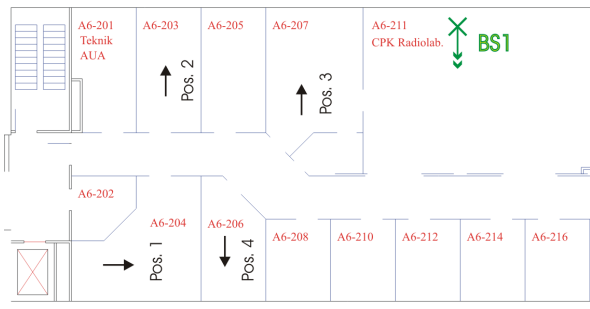 A6-201
Teknik
AUA
A6-203
A6-205
A6-207
A6-211
CPK Radiolab.
BS1
Pos. 2
Pos. 3
A6-202
A6-204
Pos. 1
A6-206
Pos. 4
A6-208
A6-210
A6-212
A6-214
A6-216